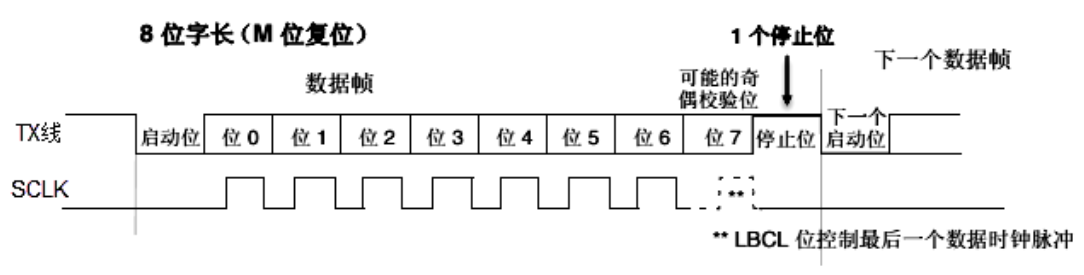 8 位字长（M 位复位）
1 个停止位
下一个数据帧
数据帧
可能的奇
偶校验位
TX线
启动位 位 0 位 1 位 2 位 3 位 4 位 5 位 6 位 7 停止位
下一个
启动位
SCLK
**
** LBCL 位控制最后一个数据时钟脉冲